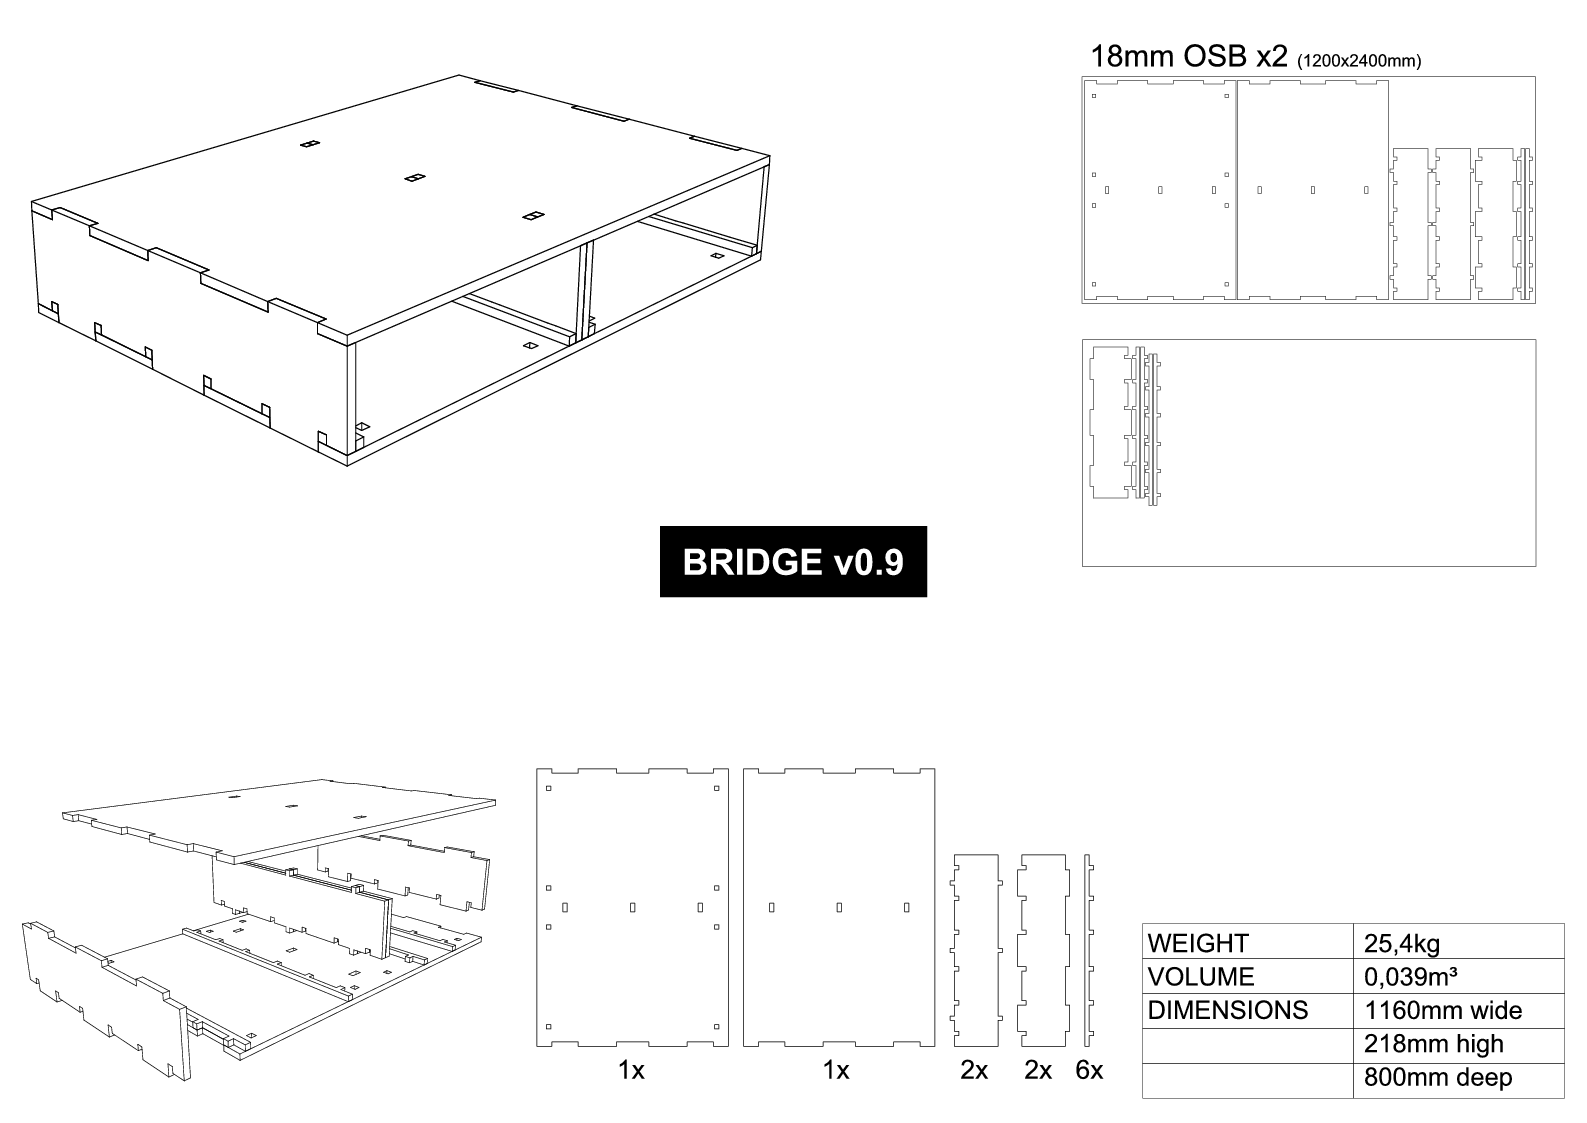 18mm OSB x2 (1200x2400mm)
BRIDGE v0.9
1x
1x
2x
2x
6x
WEIGHT 25,4kg
VOLUME 0,039m³
DIMENSIONS 1160mm wide
218mm high
800mm deep